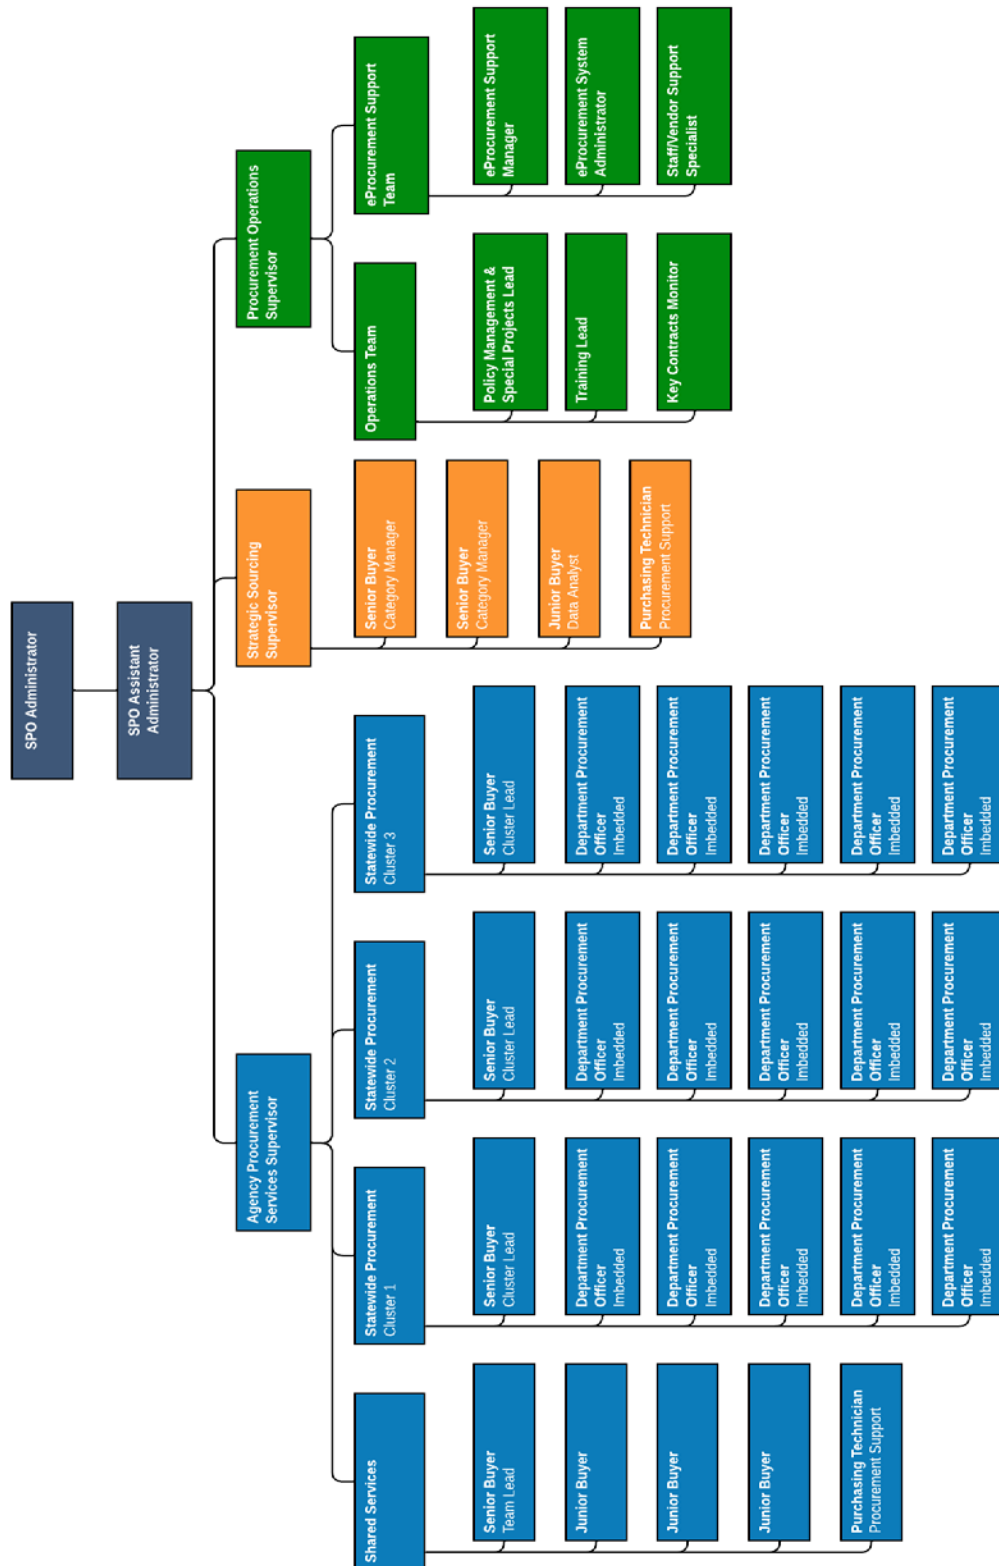 SPO Administrator
SPO Assistant
Administrator
Agency Procurement
Services Supervisor
Strategic Sourcing
Supervisor
Procurement Operations
Supervisor
Shared Services
Statewide Procurement
Cluster 1
Statewide Procurement
Cluster 2
Statewide Procurement
Cluster 3
Senior Buyer
Team Lead
Junior Buyer
Junior Buyer
Junior Buyer
Purchasing Technician
Procurement Support
Senior Buyer
Cluster Lead
Department Procurement
Officer
Imbedded
Department Procurement
Officer
Imbedded
Department Procurement
Officer
Imbedded
Department Procurement
Officer
Imbedded
Department Procurement
Officer
Imbedded
Senior Buyer
Cluster Lead
Department Procurement
Officer
Imbedded
Department Procurement
Officer
Imbedded
Department Procurement
Officer
Imbedded
Department Procurement
Officer
Imbedded
Department Procurement
Officer
Imbedded
Senior Buyer
Cluster Lead
Department Procurement
Officer
Imbedded
Department Procurement
Officer
Imbedded
Department Procurement
Officer
Imbedded
Department Procurement
Officer
Imbedded
Department Procurement
Officer
Imbedded
Senior Buyer
Category Manager
Senior Buyer
Category Manager
Junior Buyer
Data Analyst
Purchasing Technician
Procurement Support
Operations Team
Policy Management &
Special Projects Lead
Training Lead
Key Contracts Monitor
eProcurement Support
Team
eProcurement Support
Manager
eProcurement System
Administrator
Staff/Vendor Support
Specialist